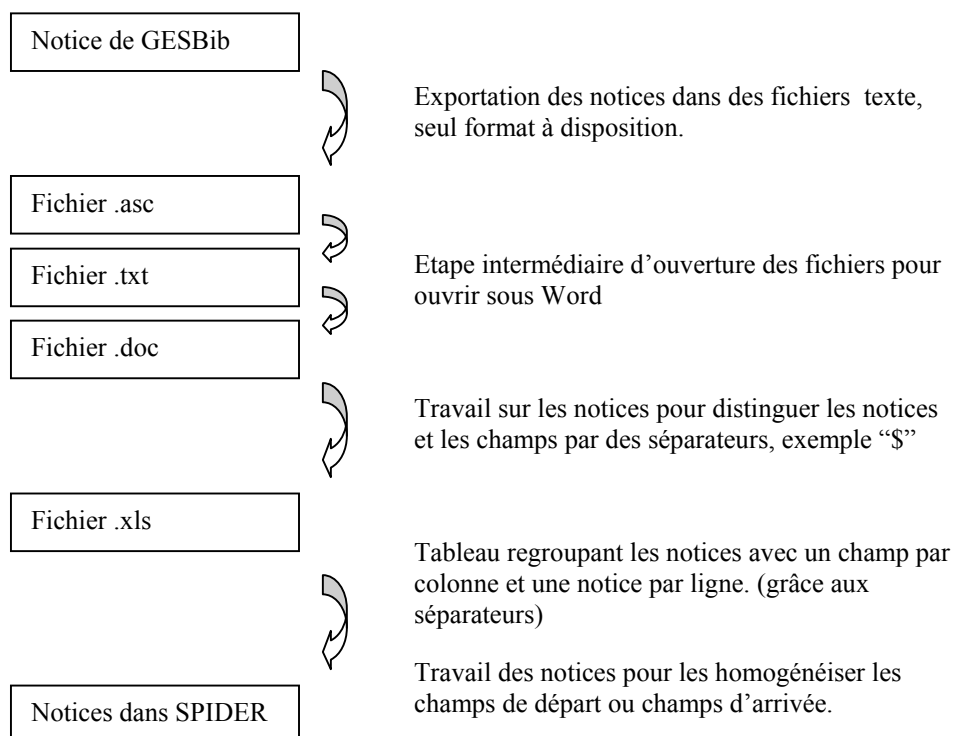 Notice de GESBib
Exportation des notices dans des fichiers texte,
seul format à disposition.
Fichier .asc
Fichier .txt
Etape intermédiaire d’ouverture des fichiers pour
ouvrir sous Word
Fichier .doc
Travail sur les notices pour distinguer les notices
et les champs par des séparateurs, exemple “$”
Fichier .xls
Tableau regroupant les notices avec un champ par
colonne et une notice par ligne. (grâce aux
séparateurs)
Travail des notices pour les homogénéiser les
champs de départ ou champs d’arrivée.
Notices dans SPIDER